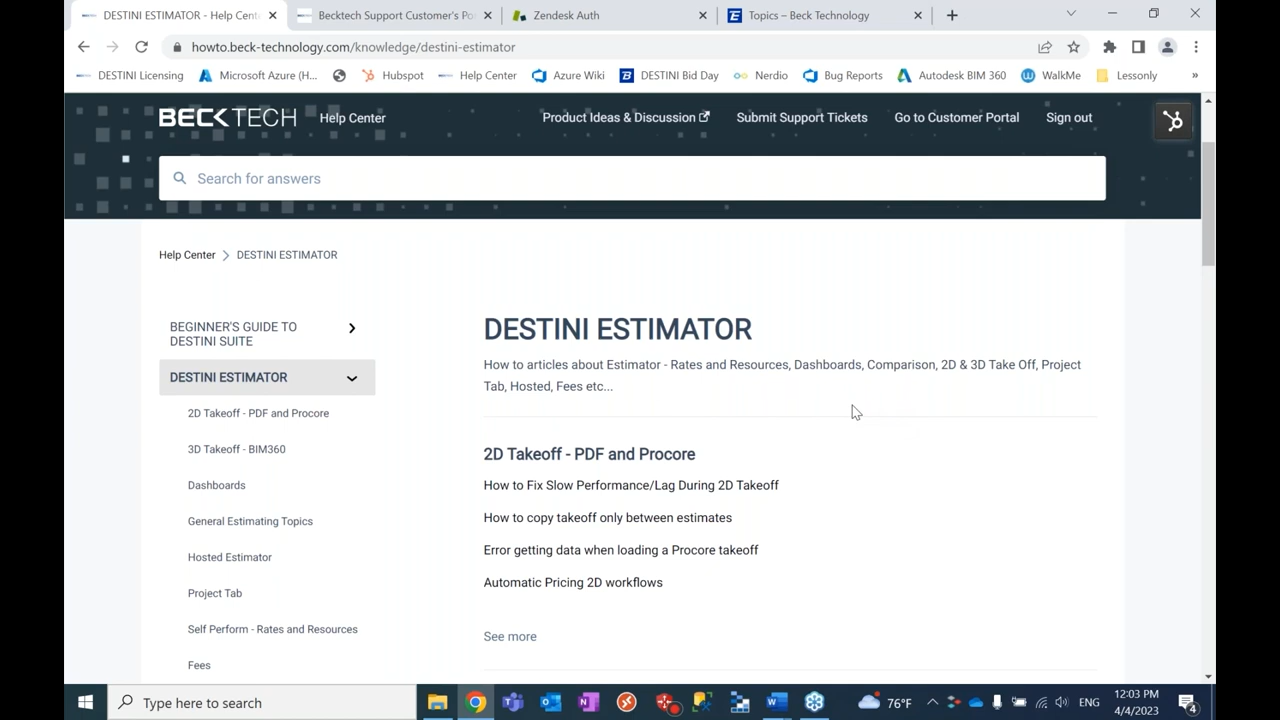 DESTINI ESTIMATOR - Help Cent
Becktech Support Customer's Po
Zendesk Auth
Topics – Beck Technology
howto.beck-technology.com/knowledge/destini-estimator
DESTINI Licensing
Microsoft Azure (H...
Hubspot
Help Center
Azure Wiki
DESTINI Bid Day
Nerdio
Bug Reports
Autodesk BIM 360
WalkMe
Lessonly
»
BECKTECH Help Center
Product Ideas & Discussion
Submit Support Tickets
Go to Customer Portal
Sign out
Search for answers
Help Center > DESTINI ESTIMATOR
BEGINNER'S GUIDE TO
DESTINI SUITE
DESTINI ESTIMATOR
2D Takeoff - PDF and Procore
3D Takeoff - BIM360
Dashboards
General Estimating Topics
Hosted Estimator
Project Tab
Self Perform - Rates and Resources
Fees
DESTINI ESTIMATOR
How to articles about Estimator - Rates and Resources, Dashboards, Comparison, 2D & 3D Take Off, Project
Tab, Hosted, Fees etc...
2D Takeoff - PDF and Procore
How to Fix Slow Performance/Lag During 2D Takeoff
How to copy takeoff only between estimates
Error getting data when loading a Procore takeoff
Automatic Pricing 2D workflows
See more
Type here to search
76°F
ENG
12:03 PM
4/4/2023
4